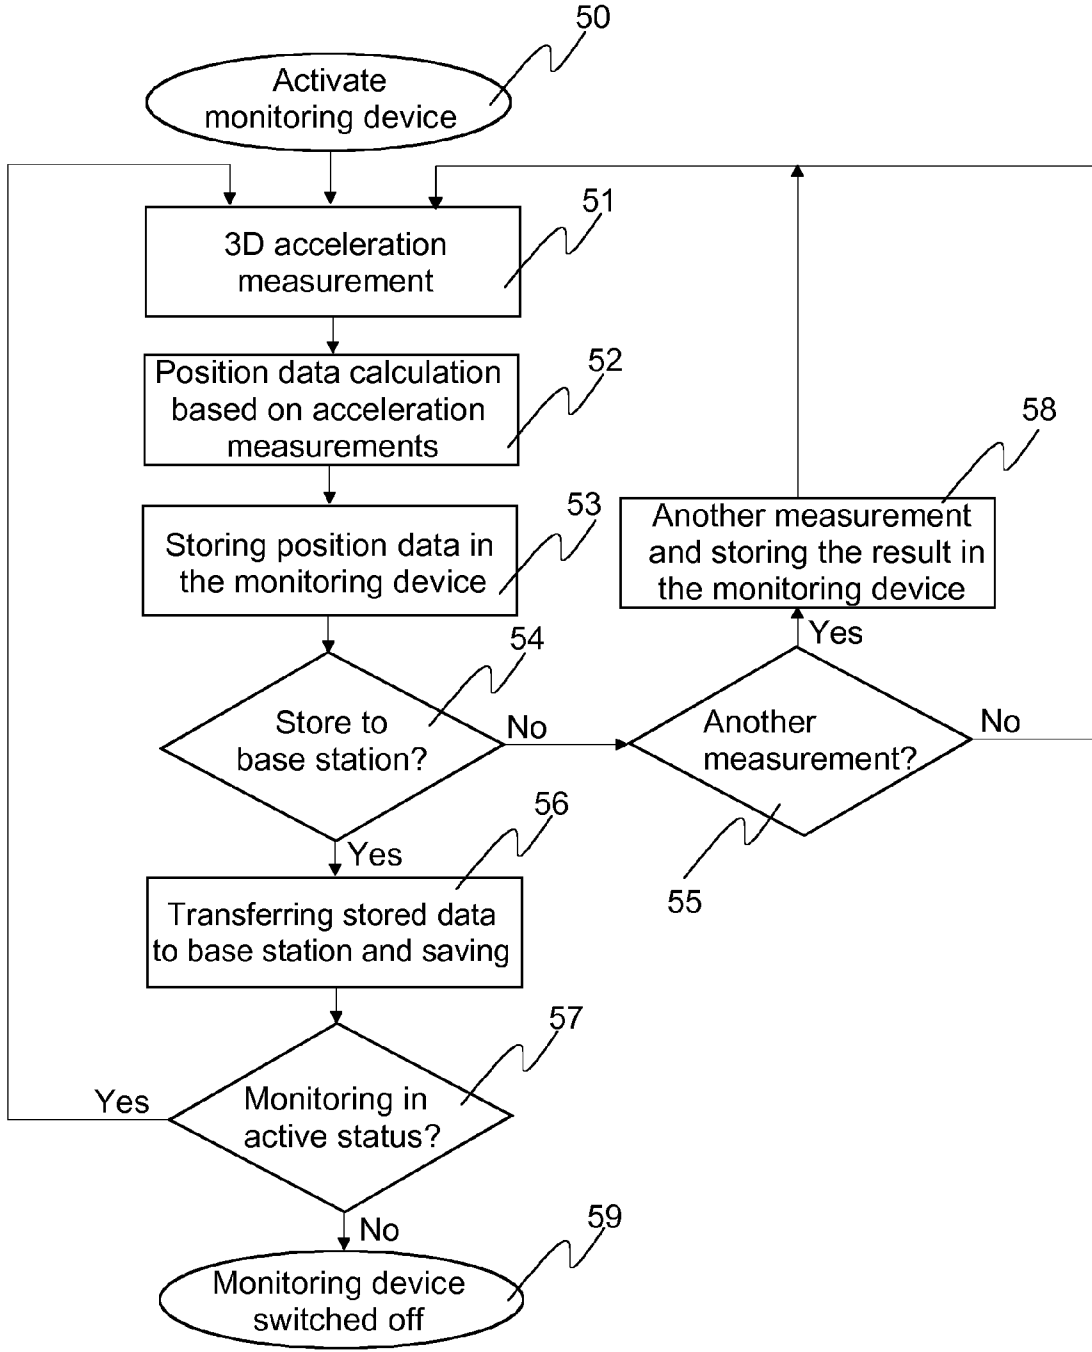 50
Activate
monitoring device
51
3D acceleration
measurement
52
Position data calculation
based on acceleration
measurements
53
Storing position data in
the monitoring device
58
Another measurement
and storing the result in
the monitoring device
54
Store to
base station?
No
Yes
Another
measurement?
No
55
Yes
56
Transferring stored data
to base station and saving
57
Monitoring in
active status?
Yes
No
59
Monitoring device
switched off